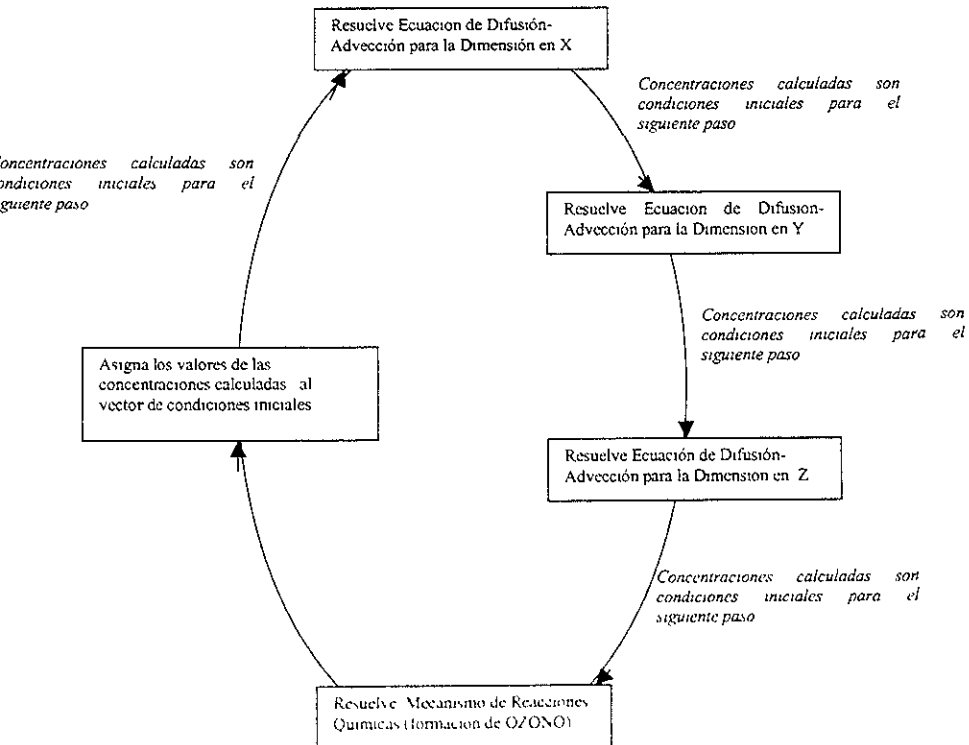 Resuelve Ecuacion de Difusión-
Advección para la Dimensión en X
Concentraciones calculadas son
condiciones iniciales para el
siguiente paso
Resuelve Ecuacion de Difusion-
Advección para la Dimension en Y
Concentraciones calculadas son
condiciones iniciales para el
siguiente paso
Resuelve Ecuación de Difusión-
Advección para la Dimension en Z
Concentraciones calculadas son
condiciones iniciales para el
siguiente paso
Resuelve Mecanismo de Reacciones
Quimicas (formacion de OZONO)
Asigna los valores de las
concentraciones calculadas al
vector de condiciones iniciales
oncentraciones calculadas son
ondiciones iniciales para el
iguiente paso